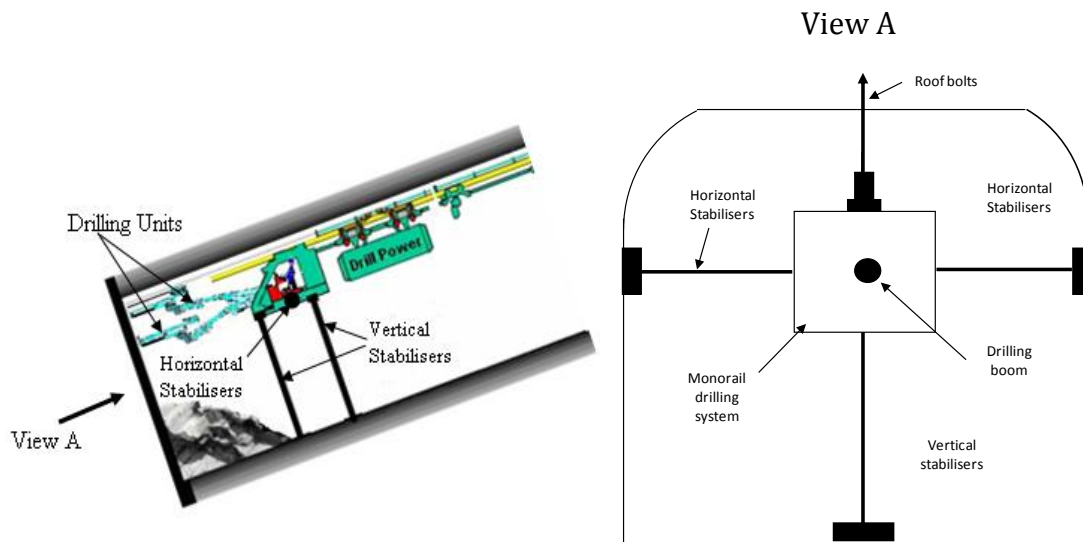 View A
Roof bolts
Horizontal
Stabilisers
Horizontal
Stabilisers
Drilling Units
Drill Power
Vertical
Stabilisers
Horizontal
Stabilisers
View A
Monorail
drilling
system
Drilling
boom
Vertical
stabilisers